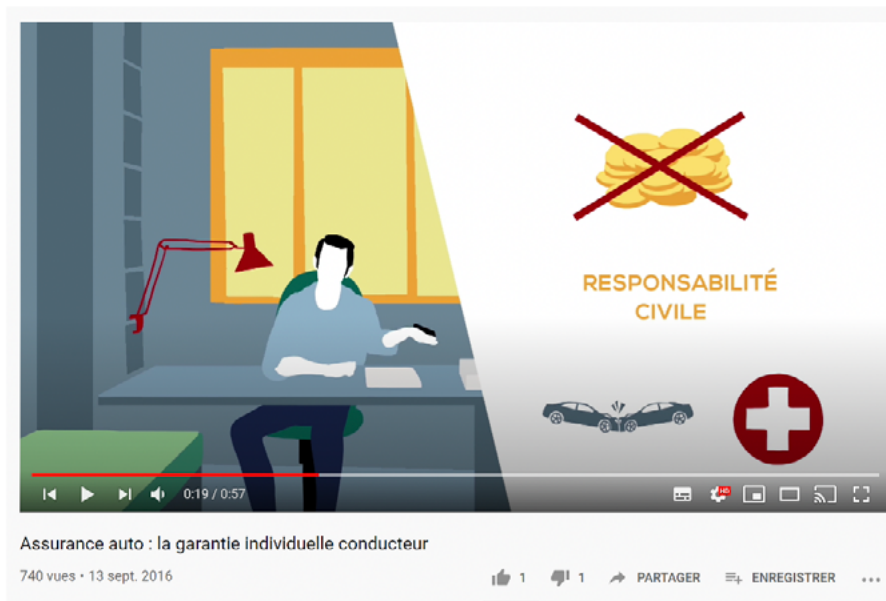 RESPONSABILITÉ
CIVILE
0:19 / 0:57
HD
Assurance auto : la garantie individuelle conducteur
740 vues • 13 sept. 2016
1
1
PARTAGER
ENREGISTRER